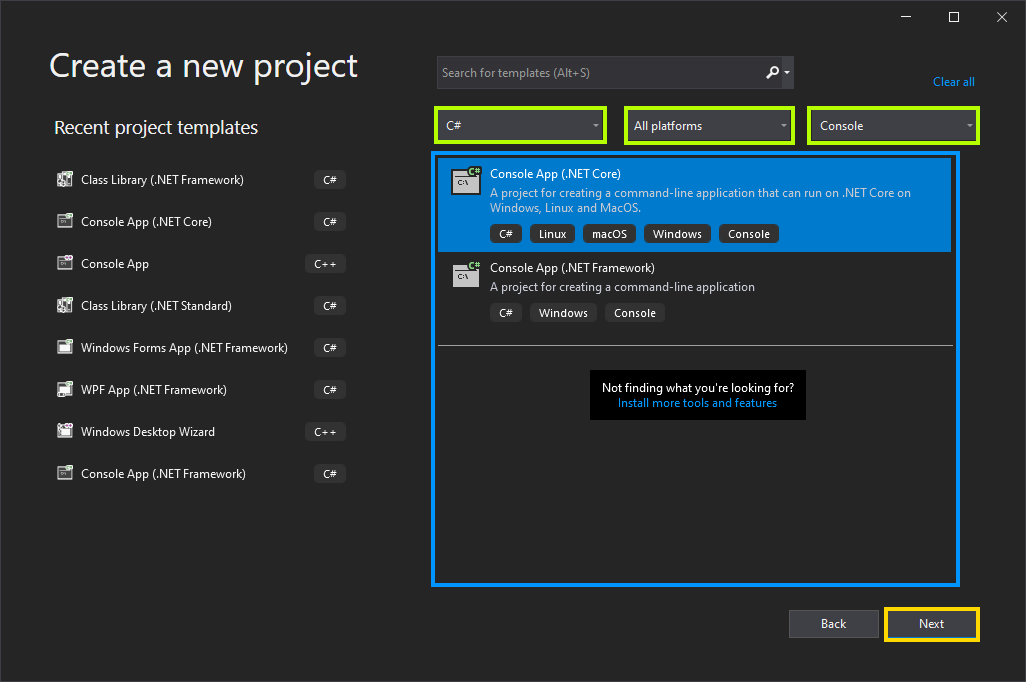 Create a new project
Search for templates (Alt+S)
Clear all
C#
All platforms
Console
Recent project templates
Class Library (.NET Framework) C#
Console App (.NET Core) C#
Console App C++
Class Library (.NET Standard) C#
Windows Forms App (.NET Framework) C#
WPF App (.NET Framework) C#
Windows Desktop Wizard C++
Console App (.NET Framework) C#
C#
C:\
Console App (.NET Core)
A project for creating a command-line application that can run on .NET Core on
Windows, Linux and MacOS.
C# Linux macOS Windows Console
C#
C:\
Console App (.NET Framework)
A project for creating a command-line application
C# Windows Console
Not finding what you're looking for?
Install more tools and features
Back
Next